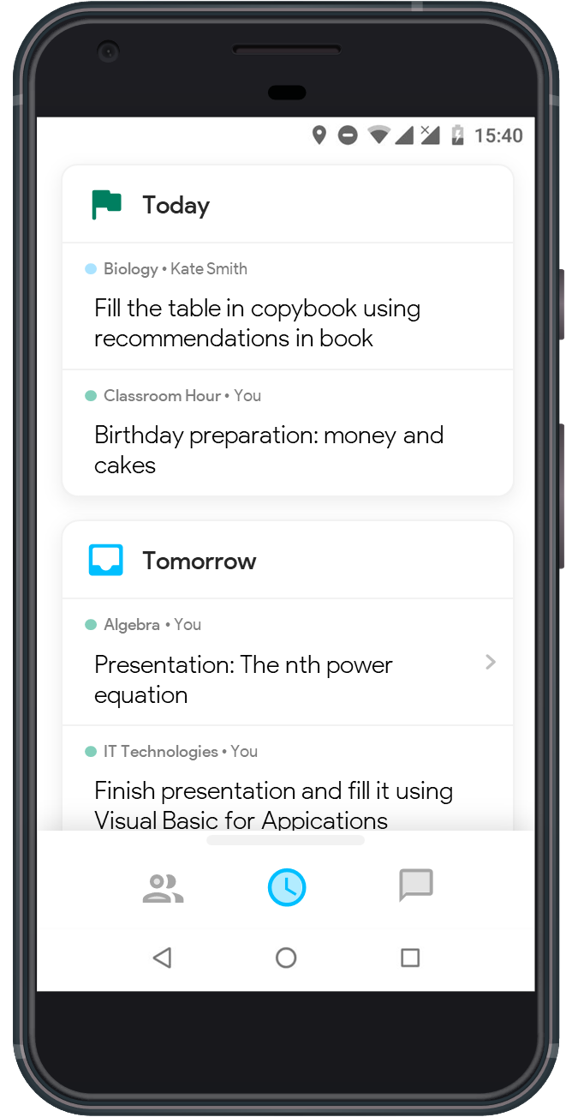 15:40
Today
Biology • Kate Smith
Fill the table in copybook using
recommendations in book
Classroom Hour • You
Birthday preparation: money and
cakes
Tomorrow
Algebra • You
Presentation: The nth power
equation
IT Technologies • You
Finish presentation and fill it using
Visual Basic for Appications